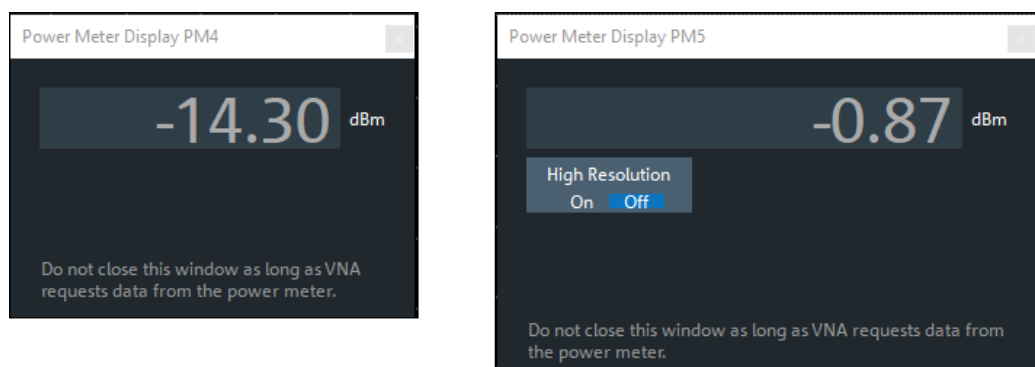 Power Meter Display PM4
x
-14.30 dBm
Do not close this window as long as VNA
requests data from the power meter.
Power Meter Display PM5
x
-0.87 dBm
High Resolution
On Off
Do not close this window as long as VNA requests data from
the power meter.